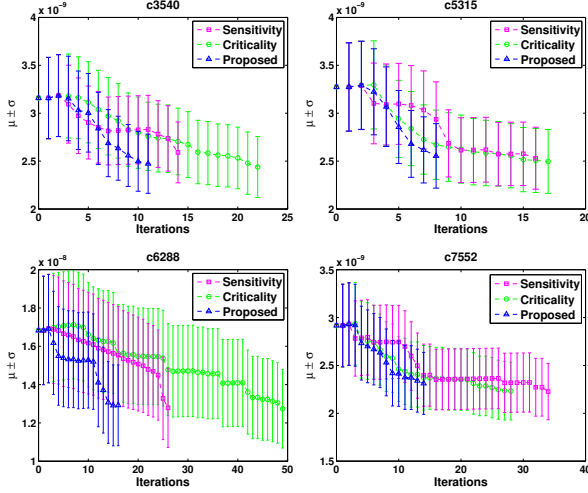 c3540
x 10⁻⁹
4
3.5
3
2.5
2
μ ± σ
0 5 10 15 20 25
Iterations
Sensitivity
Criticality
Proposed
c5315
x 10⁻⁹
4
3.5
3
2.5
2
μ ± σ
0 5 10 15 20
Iterations
Sensitivity
Criticality
Proposed
c6288
x 10⁻⁸
2
1.8
1.6
1.4
1.2
1
μ ± σ
0 10 20 30 40 50
Iterations
Sensitivity
Criticality
Proposed
c7552
x 10⁻⁹
3.5
3
2.5
2
1.5
μ ± σ
0 10 20 30 40
Iterations
Sensitivity
Criticality
Proposed